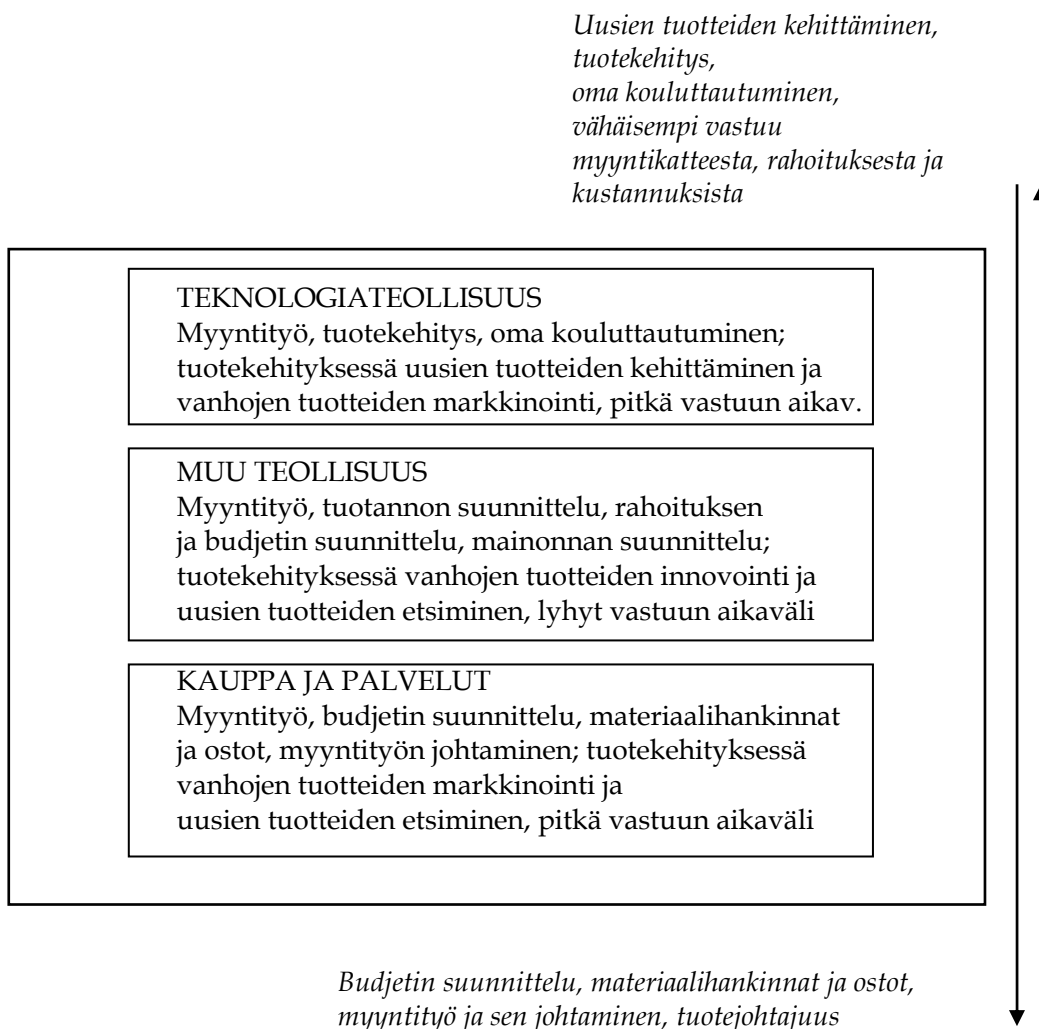 Uusien tuotteiden kehittäminen,
tuotekehitys,
oma kouluttautuminen,
vähäisempi vastuu
myyntikatteesta, rahoituksesta ja
kustannuksista
TEKNOLOGIATEOLLISUUS
Myyntityö, tuotekehitys, oma kouluttautuminen;
tuotekehityksessä uusien tuotteiden kehittäminen ja
vanhojen tuotteiden markkinointi, pitkä vastuun aikav.
MUU TEOLLISUUS
Myyntityö, tuotannon suunnittelu, rahoituksen
ja budjetin suunnittelu, mainonnan suunnittelu;
tuotekehityksessä vanhojen tuotteiden innovointi ja
uusien tuotteiden etsiminen, lyhyt vastuun aikaväli
KAUPPA JA PALVELUT
Myyntityö, budjetin suunnittelu, materiaalihankinnat
ja ostot, myyntityön johtaminen; tuotekehityksessä
vanhojen tuotteiden markkinointi ja
uusien tuotteiden etsiminen, pitkä vastuun aikaväli
Budjetin suunnittelu, materiaalihankinnat ja ostot,
myyntityö ja sen johtaminen, tuotejohtajuus